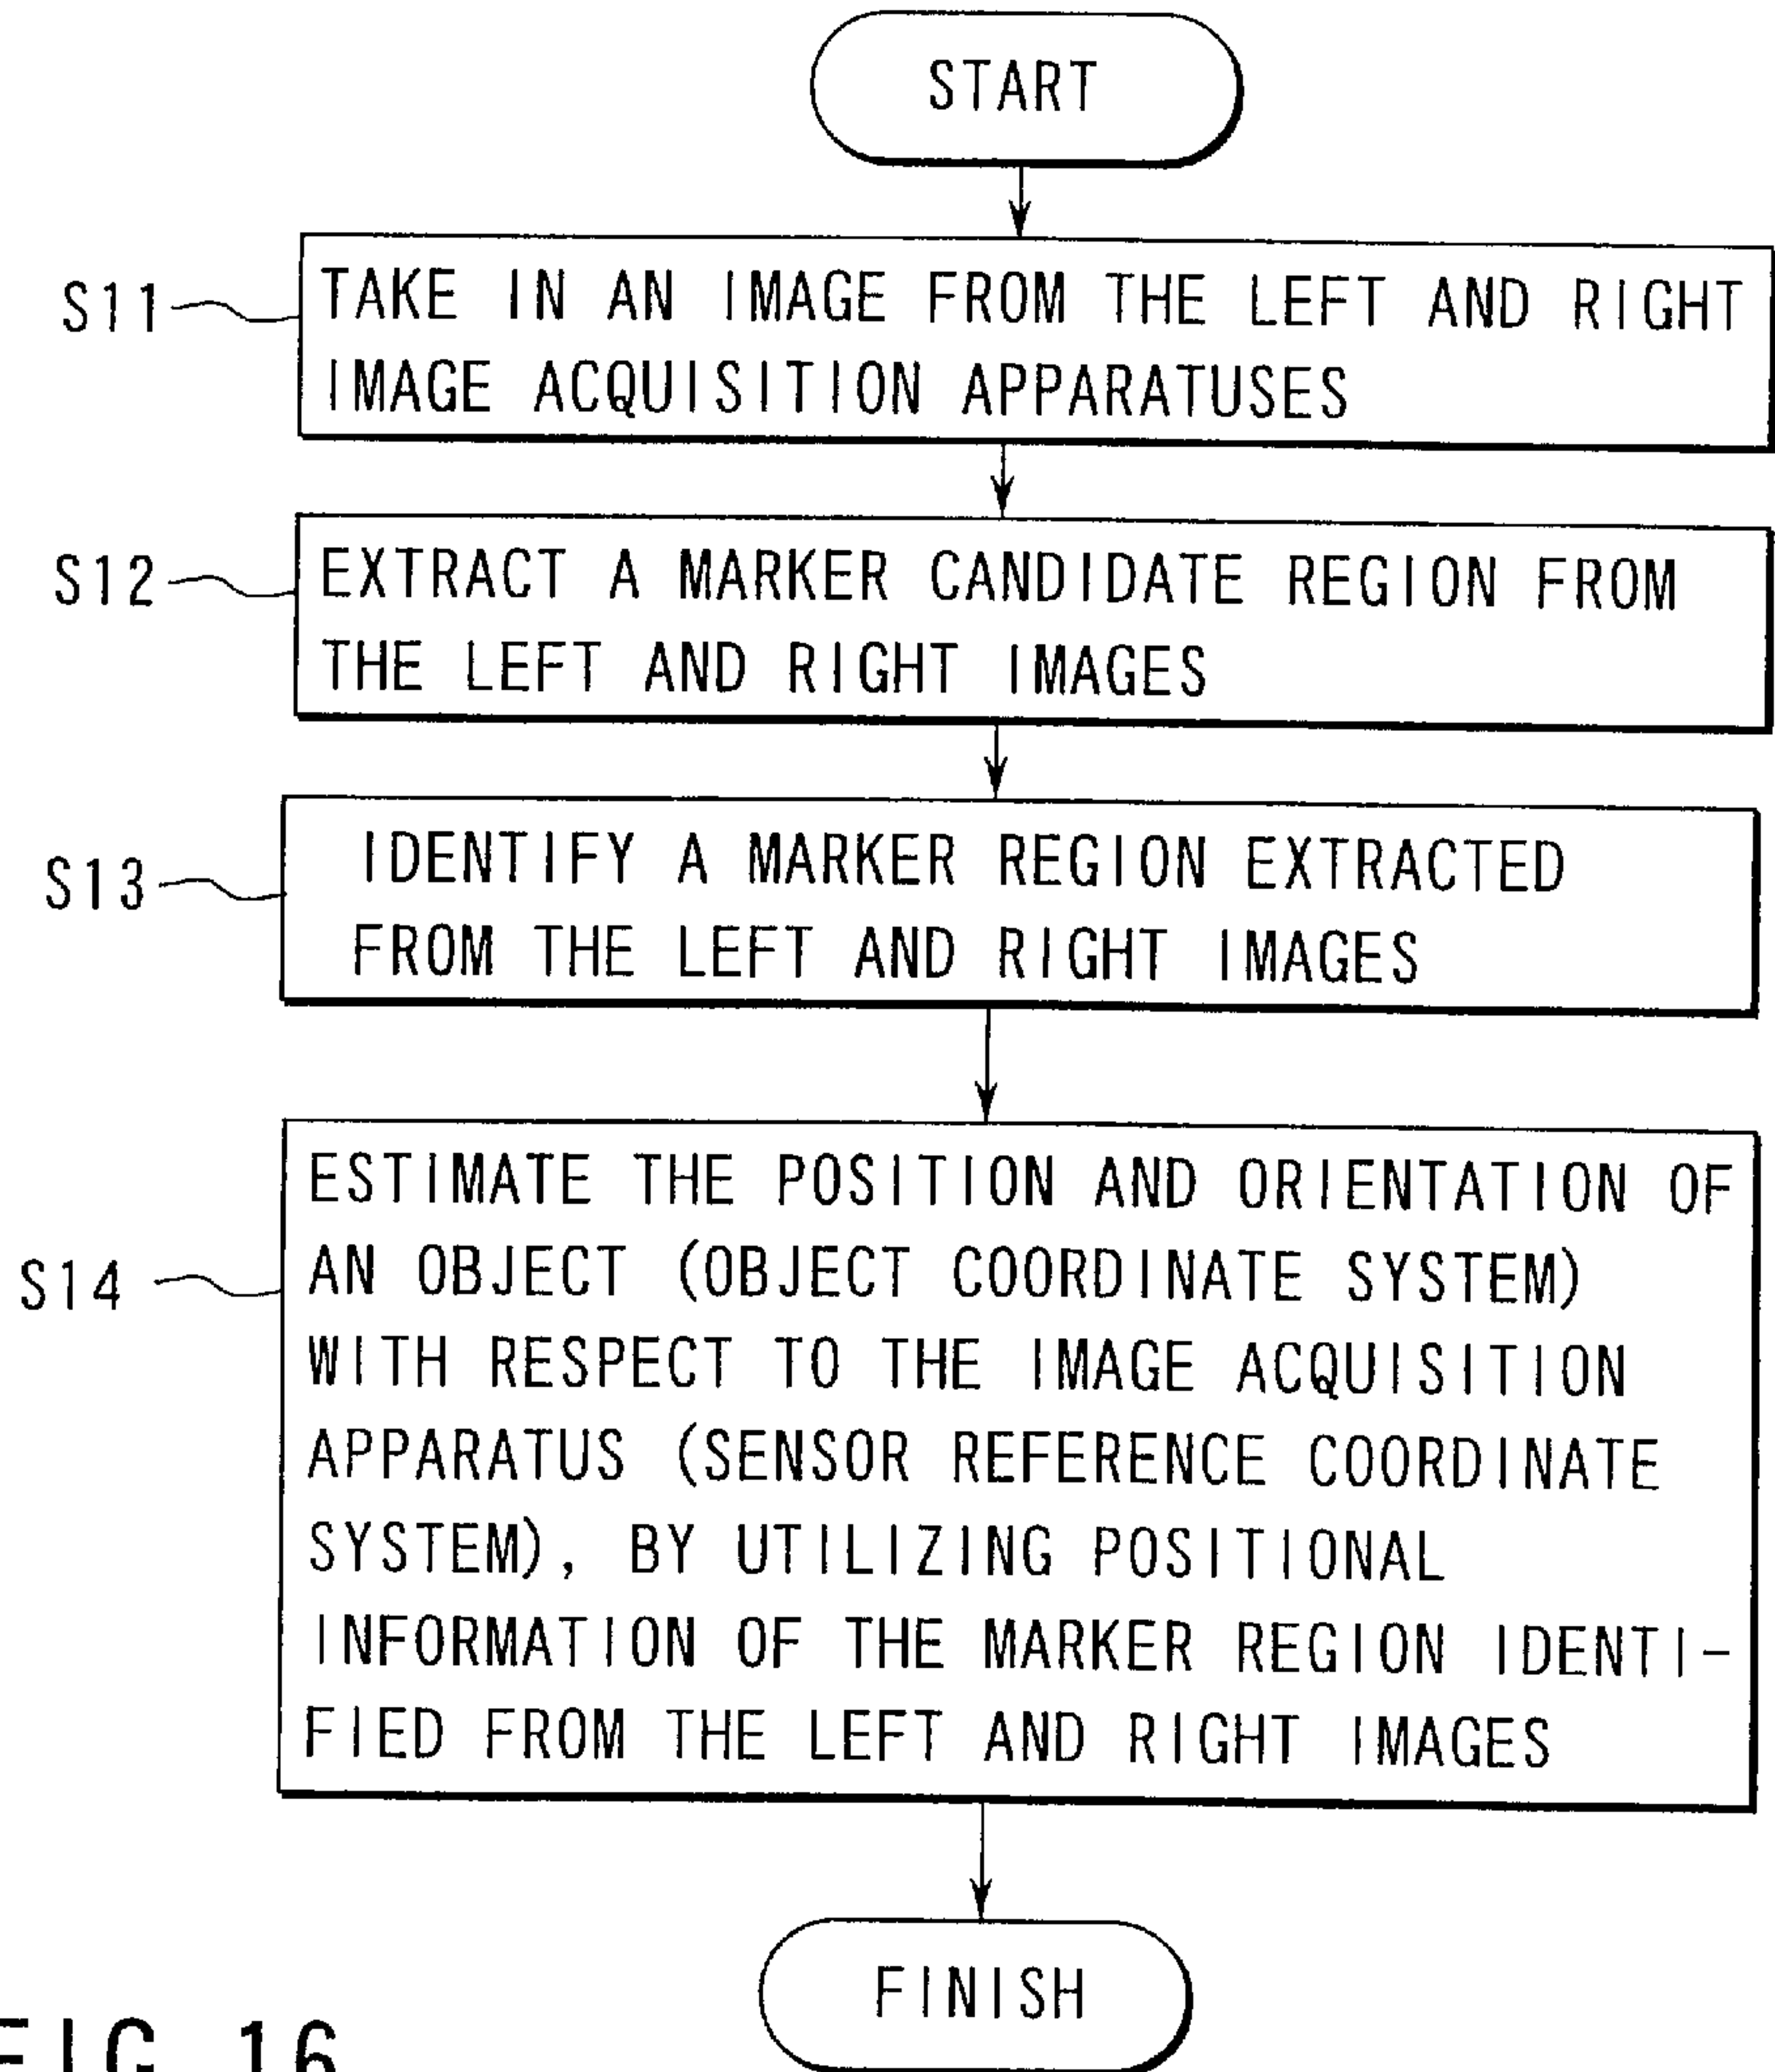 START
S11
TAKE IN AN IMAGE FROM THE LEFT AND RIGHT
IMAGE ACQUISITION APPARATUSES
S12
EXTRACT A MARKER CANDIDATE REGION FROM
THE LEFT AND RIGHT IMAGES
S13
IDENTIFY A MARKER REGION EXTRACTED
FROM THE LEFT AND RIGHT IMAGES
S14
ESTIMATE THE POSITION AND ORIENTATION OF
AN OBJECT (OBJECT COORDINATE SYSTEM)
WITH RESPECT TO THE IMAGE ACQUISITION
APPARATUS (SENSOR REFERENCE COORDINATE
SYSTEM), BY UTILIZING POSITIONAL
INFORMATION OF THE MARKER REGION IDENTI-
FIED FROM THE LEFT AND RIGHT IMAGES
FINISH
FIG 16